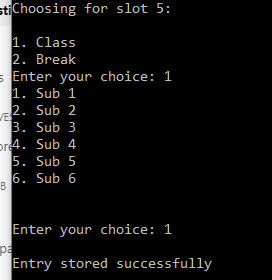 Choosing for slot 5:
1. Class
2. Break
Enter your choice: 1
1. Sub 1
2. Sub 2
3. Sub 3
4. Sub 4
5. Sub 5
6. Sub 6
Enter your choice: 1
Entry stored successfully